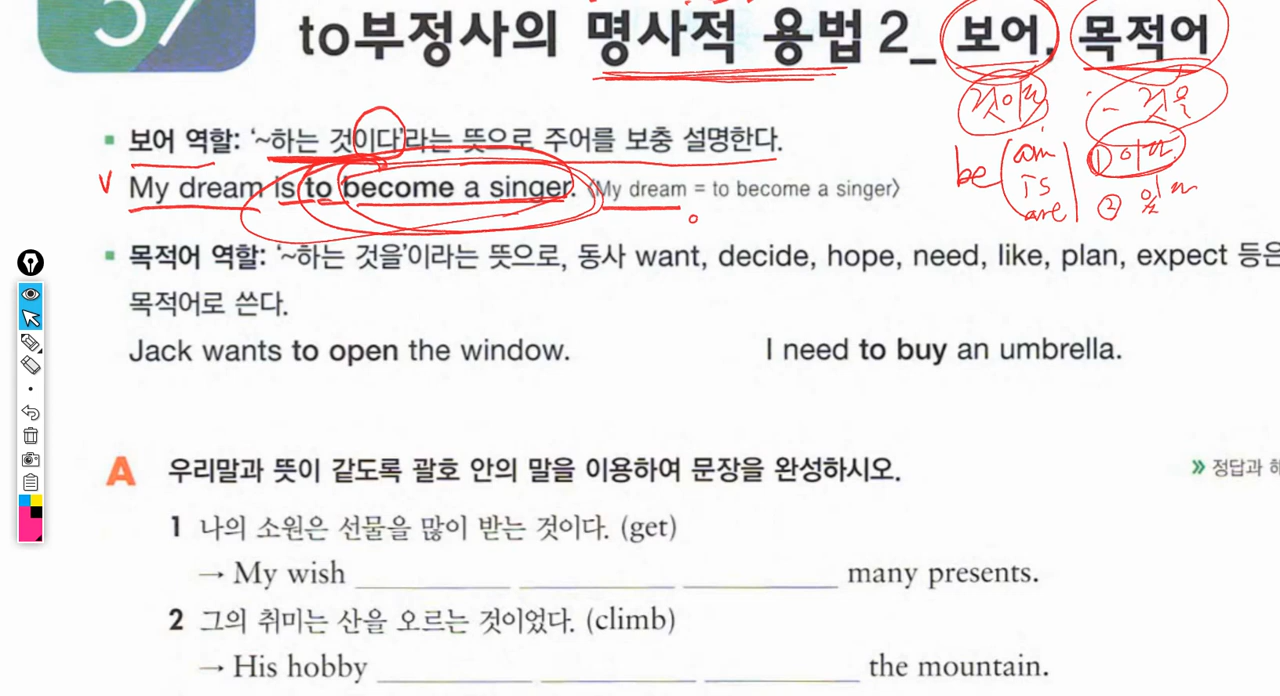 57
to부정사의 명사적 용법 2_ 보어, 목적어
것이다 ~ 것을
보어 역할: '~하는 것이다'라는 뜻으로 주어를 보충 설명한다.
be am is are
① 이다 ② 있다
My dream is to become a singer. 〈My dream = to become a singer〉
목적어 역할: '~하는 것을'이라는 뜻으로, 동사 want, decide, hope, need, like, plan, expect 등은
목적어로 쓴다.
Jack wants to open the window. I need to buy an umbrella.
A 우리말과 뜻이 같도록 괄호 안의 말을 이용하여 문장을 완성하시오.
» 정답과 해
1 나의 소원은 선물을 많이 받는 것이다. (get)
→ My wish ____ ____ ____ many presents.
2 그의 취미는 산을 오르는 것이었다. (climb)
→ His hobby ____ ____ ____ the mountain.